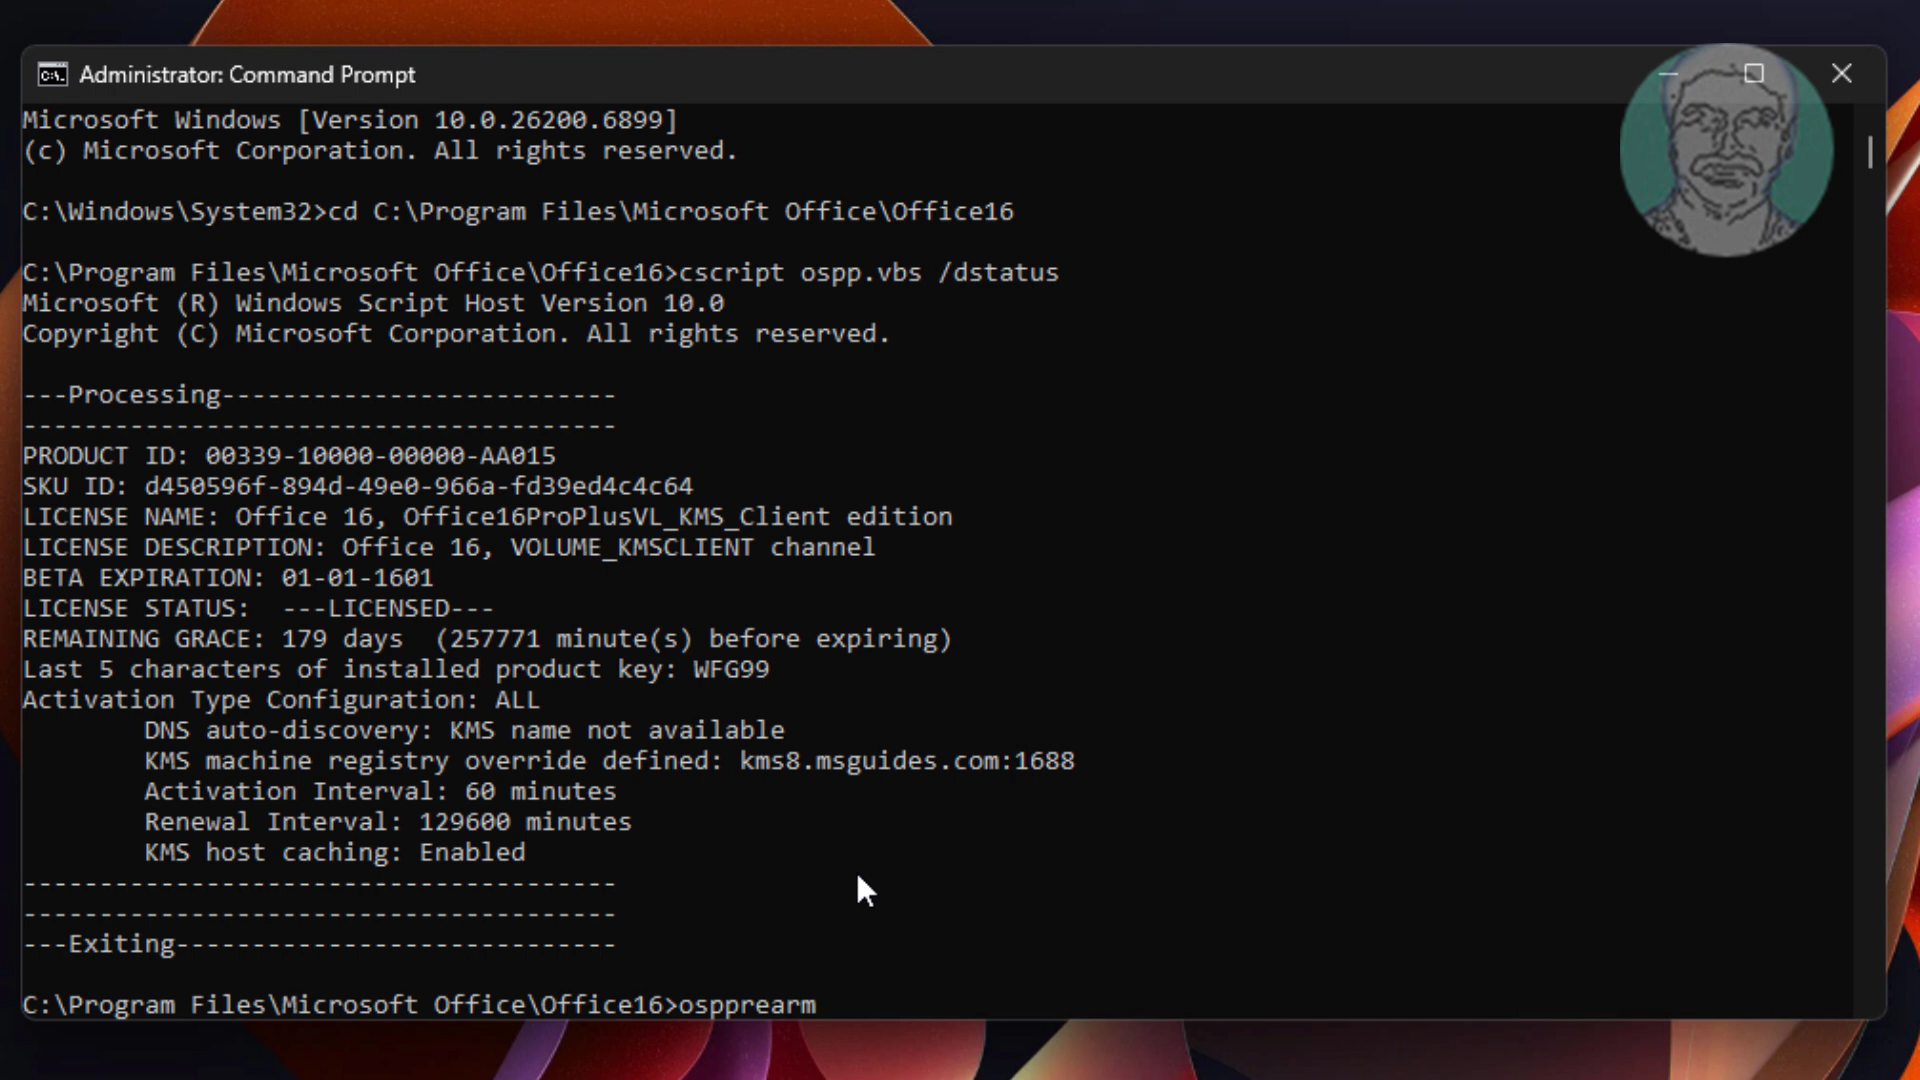 Administrator: Command Prompt
Microsoft Windows [Version 10.0.26200.6899]
(c) Microsoft Corporation. All rights reserved.
C:\Windows\System32>cd C:\Program Files\Microsoft Office\Office16
C:\Program Files\Microsoft Office\Office16>cscript ospp.vbs /dstatus
Microsoft (R) Windows Script Host Version 10.0
Copyright (C) Microsoft Corporation. All rights reserved.
---Processing--------------------------
---------------------------------------
PRODUCT ID: 00339-10000-00000-AA015
SKU ID: d450596f-894d-49e0-966a-fd39ed4c4c64
LICENSE NAME: Office 16, Office16ProPlusVL_KMS_Client edition
LICENSE DESCRIPTION: Office 16, VOLUME_KMSCLIENT channel
BETA EXPIRATION: 01-01-1601
LICENSE STATUS:  ---LICENSED---
REMAINING GRACE: 179 days  (257771 minute(s) before expiring)
Last 5 characters of installed product key: WFG99
Activation Type Configuration: ALL
        DNS auto-discovery: KMS name not available
        KMS machine registry override defined: kms8.msguides.com:1688
        Activation Interval: 60 minutes
        Renewal Interval: 129600 minutes
        KMS host caching: Enabled
---------------------------------------
---------------------------------------
---Exiting-----------------------------
C:\Program Files\Microsoft Office\Office16>ospprearm